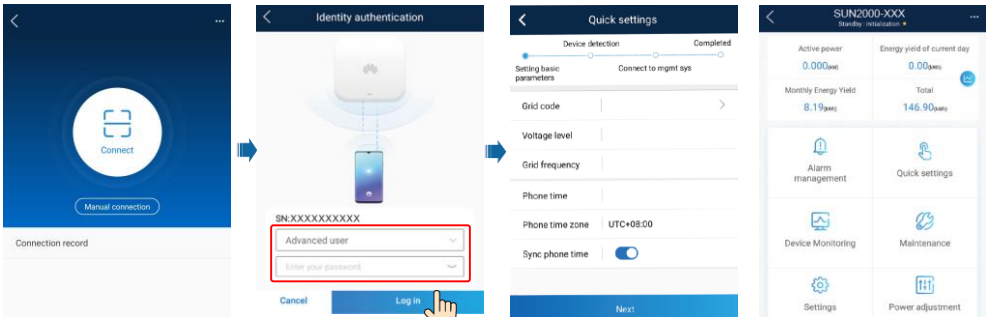 Connect
Manual connection
Connection record
Identity authentication
SN:XXXXXXXXXX
Advanced user
Enter your password
Cancel
Log in
Quick settings
Device detection
Completed
Setting basic
parameters
Connect to mgmt sys
Grid code
Voltage level
Grid frequency
Phone time
Phone time zone
UTC+08:00
Sync phone time
Next
SUN2000-XXX
Standby : initialization
Active power
Energy yield of current day
0.000(kW)
0.00(kWh)
Monthly Energy Yield
Total
8.19(kWh)
146.90(kWh)
Alarm
management
Quick settings
Device Monitoring
Maintenance
Settings
Power adjustment